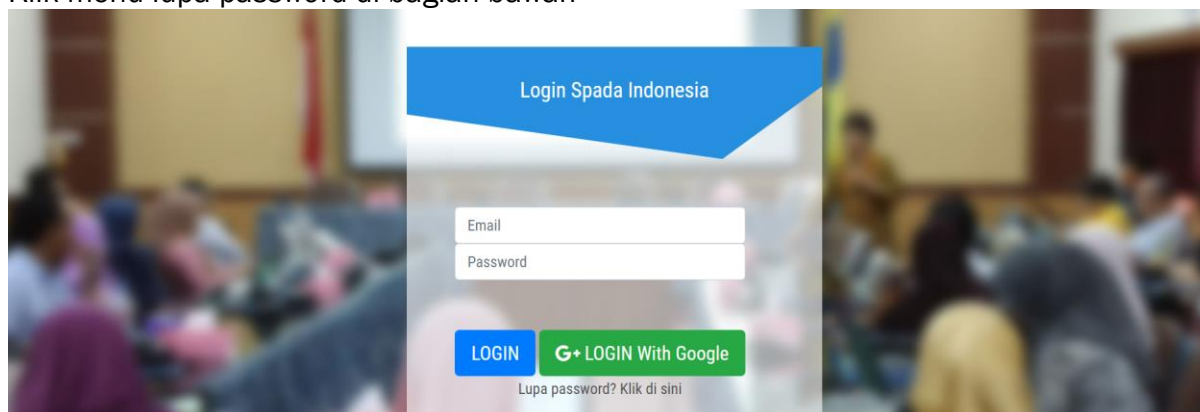 Klik menu lupa password di bagian bawah
Login Spada Indonesia
Email
Password
LOGIN
G+ LOGIN With Google
Lupa password? Klik di sini